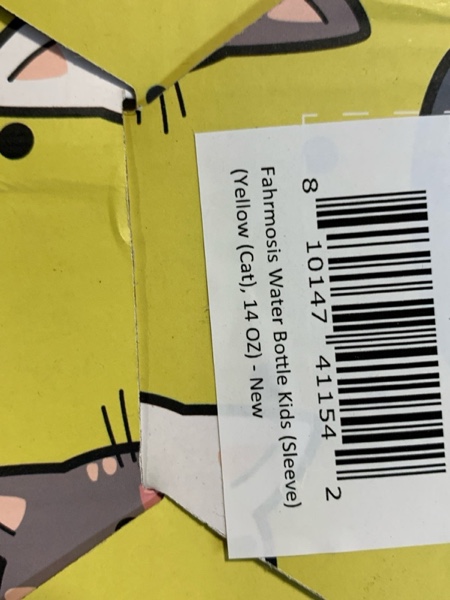 8 10147 41154 2
Fahrmosis Water Bottle Kids (Sleeve)
(Yellow (Cat), 14 OZ) - New